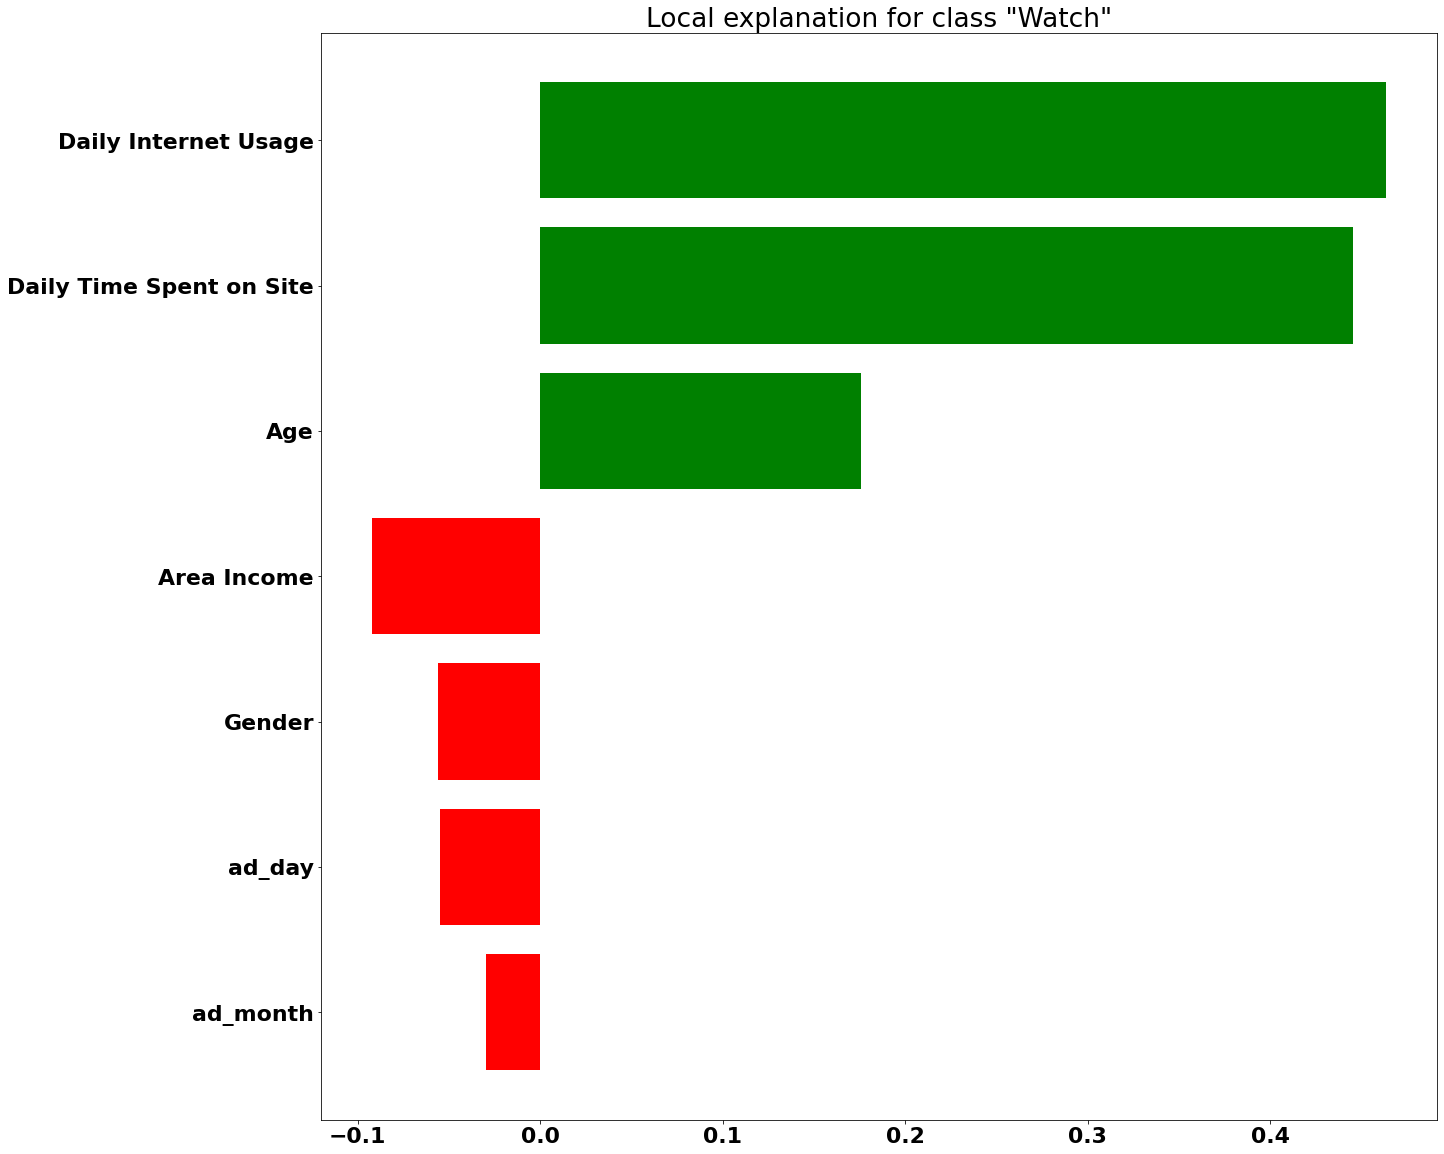 Local explanation for class "Watch"
Daily Internet Usage
Daily Time Spent on Site
Age
Area Income
Gender
ad_day
ad_month
−0.1 0.0 0.1 0.2 0.3 0.4